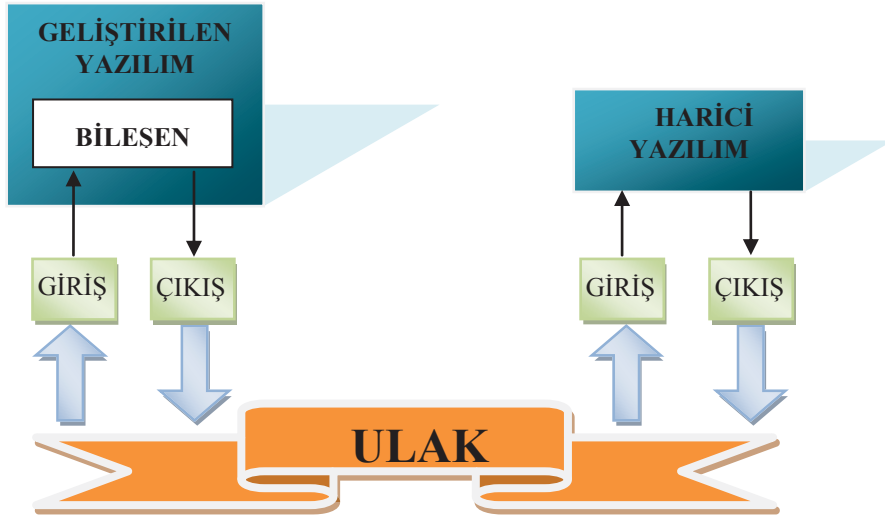 GELİŞTİRİLEN
YAZILIM
BİLEŞEN
HARİCİ
YAZILIM
GİRİŞ
ÇIKIŞ
GİRİŞ
ÇIKIŞ
ULAK